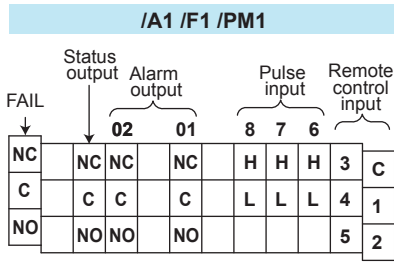 /A1 /F1 /PM1
Status output
Alarm output
Pulse input
Remote control input
FAIL
02 01 8 7 6
NC NC NC NC H H H 3 C
C C C C L L L 4 1
NO NO NO NO 5 2